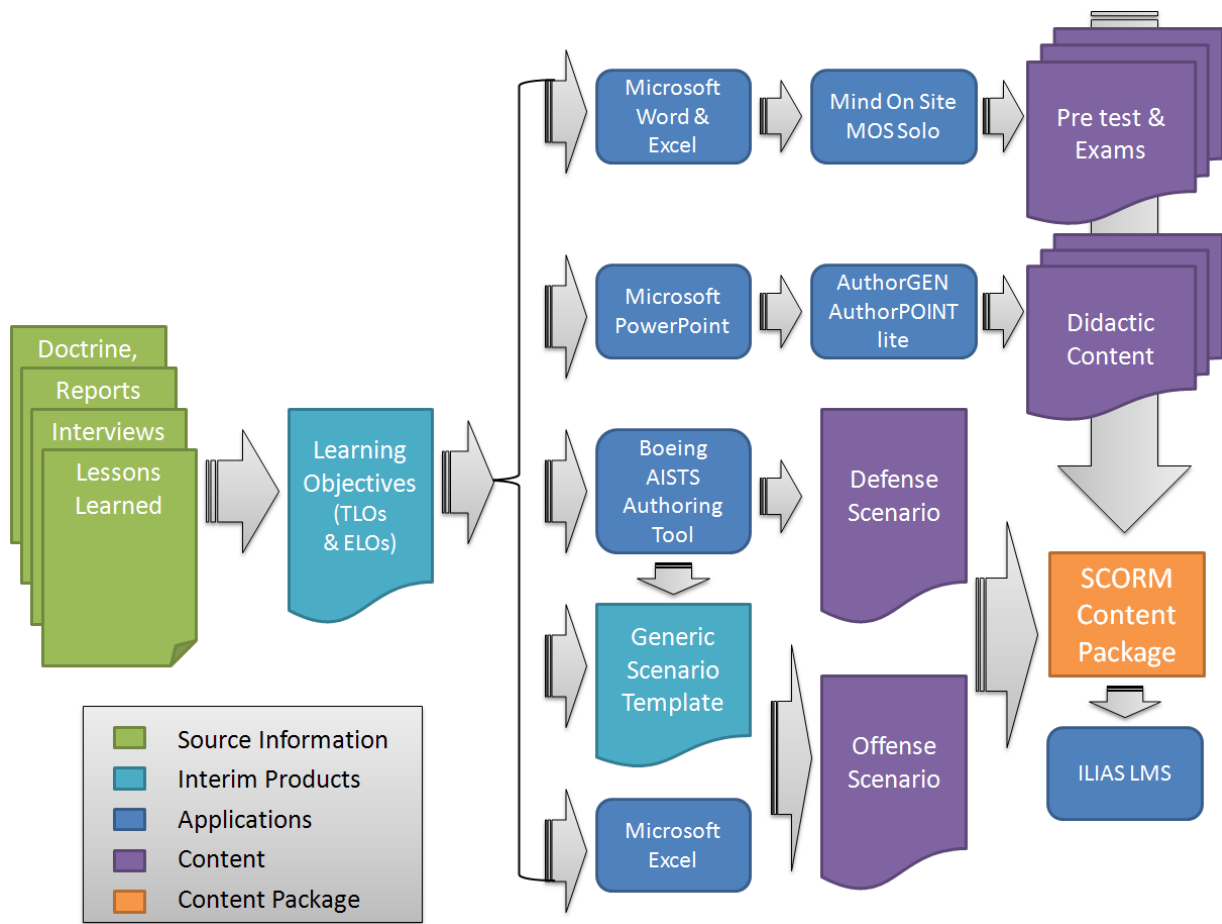 Doctrine,
Reports
Interviews
Lessons
Learned
Learning
Objectives
(TLOs
& ELOs)
Microsoft
Word &
Excel
Mind On Site
MOS Solo
Pre test &
Exams
Microsoft
PowerPoint
AuthorGEN
AuthorPOINT
lite
Didactic
Content
Boeing
AISTS
Authoring
Tool
Defense
Scenario
Generic
Scenario
Template
Offense
Scenario
Microsoft
Excel
SCORM
Content
Package
ILIAS LMS
Source Information
Interim Products
Applications
Content
Content Package